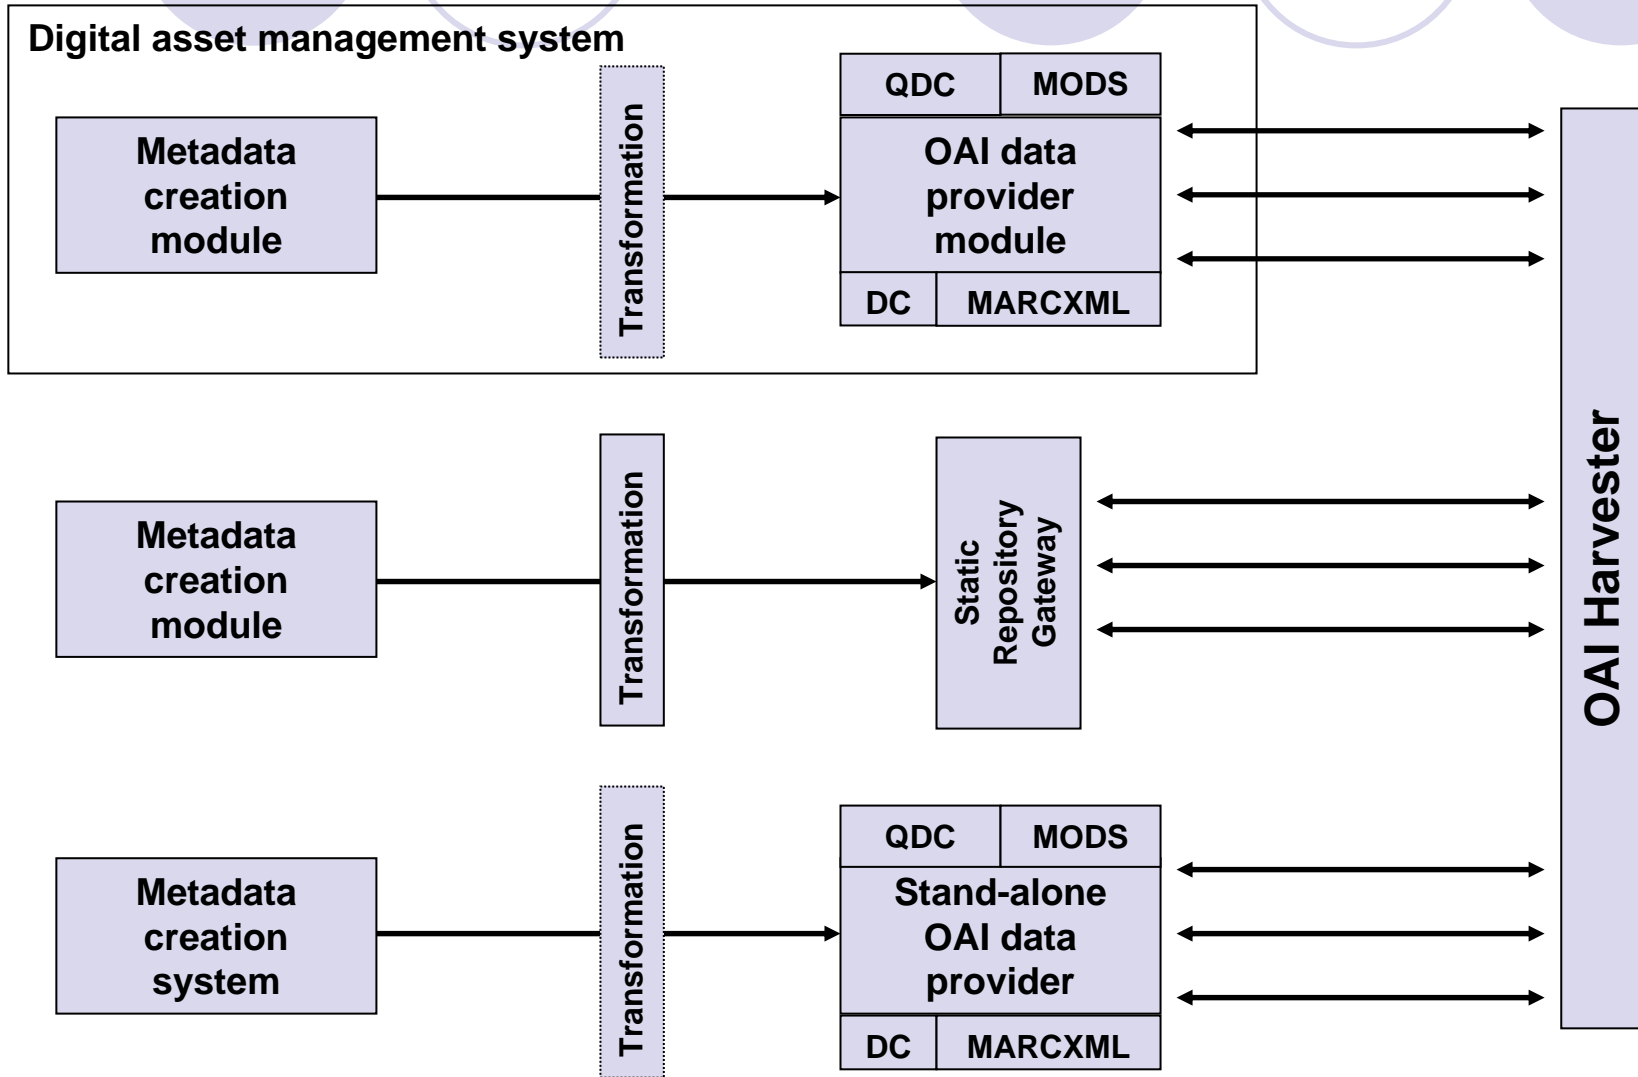 Digital asset management system
Metadata
creation
module
Transformation
QDC
MODS
OAI data
provider
module
DC
MARCXML
Metadata
creation
module
Transformation
Static
Repository
Gateway
Metadata
creation
system
Transformation
QDC
MODS
Stand-alone
OAI data
provider
DC
MARCXML
OAI Harvester